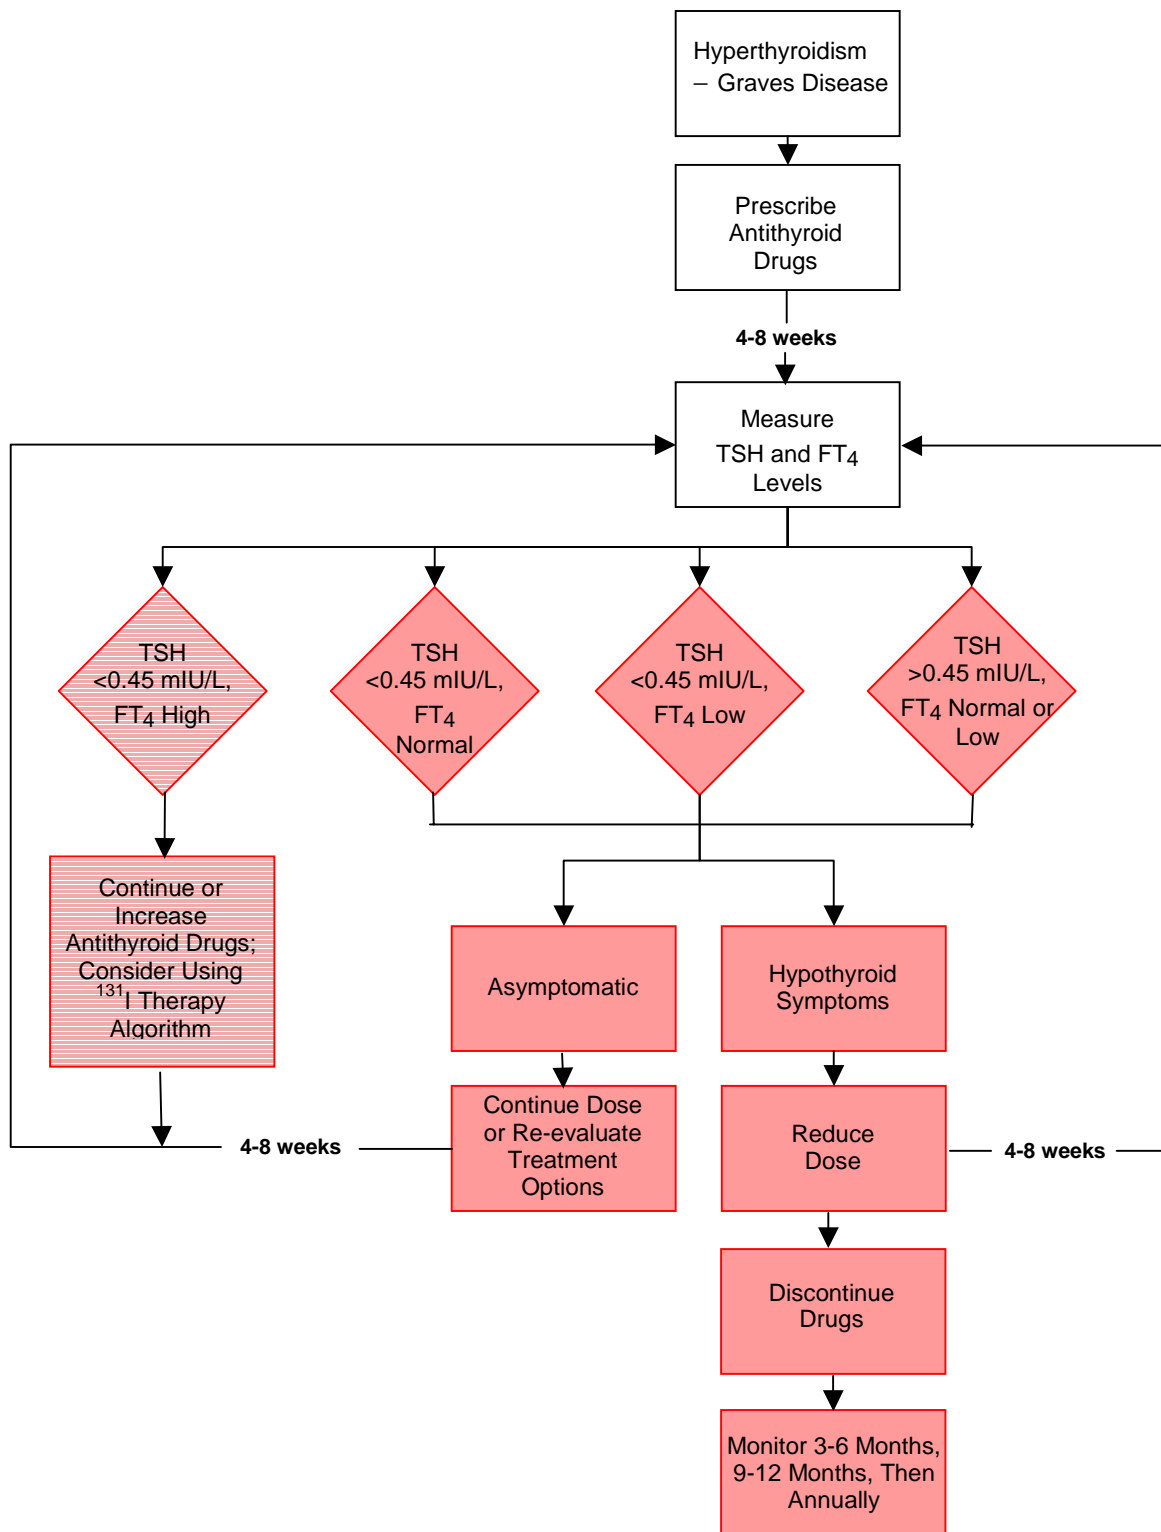 Hyperthyroidism
– Graves Disease
Prescribe
Antithyroid
Drugs
4-8 weeks
Measure
TSH and FT4
Levels
TSH
<0.45 mIU/L,
FT4 High
TSH
<0.45 mIU/L,
FT4
Normal
TSH
<0.45 mIU/L,
FT4 Low
TSH
>0.45 mIU/L,
FT4 Normal or
Low
Continue or
Increase
Antithyroid Drugs;
Consider Using
131I Therapy
Algorithm
Asymptomatic
Hypothyroid
Symptoms
Continue Dose
or Re-evaluate
Treatment
Options
4-8 weeks
Reduce
Dose
4-8 weeks
Discontinue
Drugs
Monitor 3-6 Months,
9-12 Months, Then
Annually